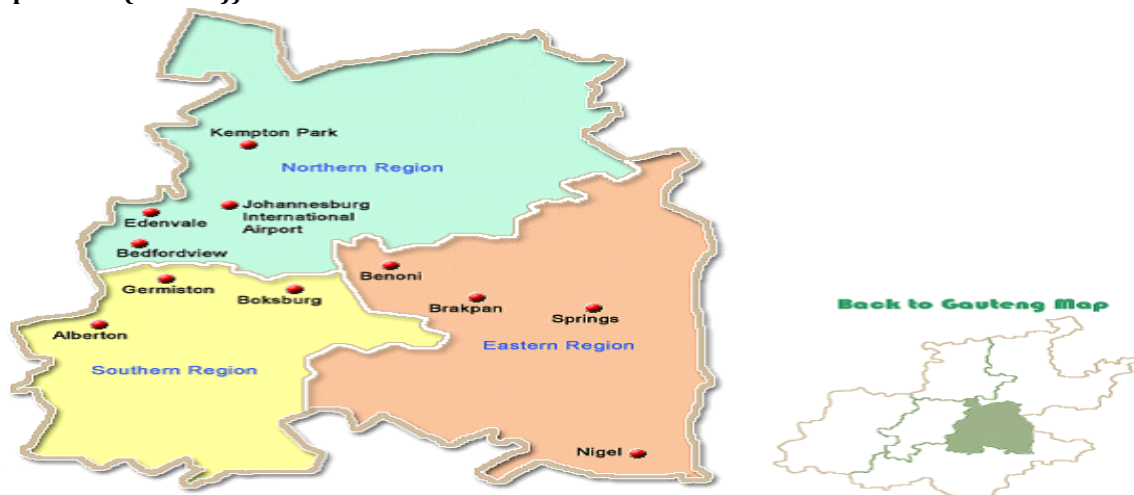 Kempton Park
Northern Region
Johannesburg
International
Airport
Edenvale
Bedfordview
Germiston
Boksburg
Alberton
Southern Region
Benoni
Brakpan
Springs
Eastern Region
Nigel
Back to Gauteng Map